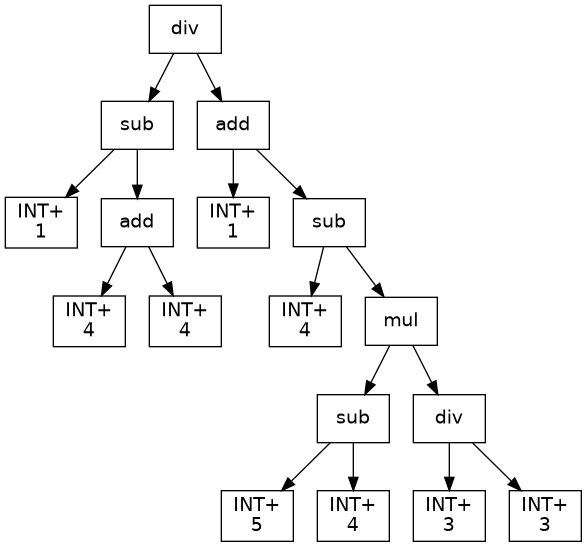 div
sub
add
INT+
1
add
INT+
1
sub
INT+
4
INT+
4
INT+
4
mul
sub
div
INT+
5
INT+
4
INT+
3
INT+
3